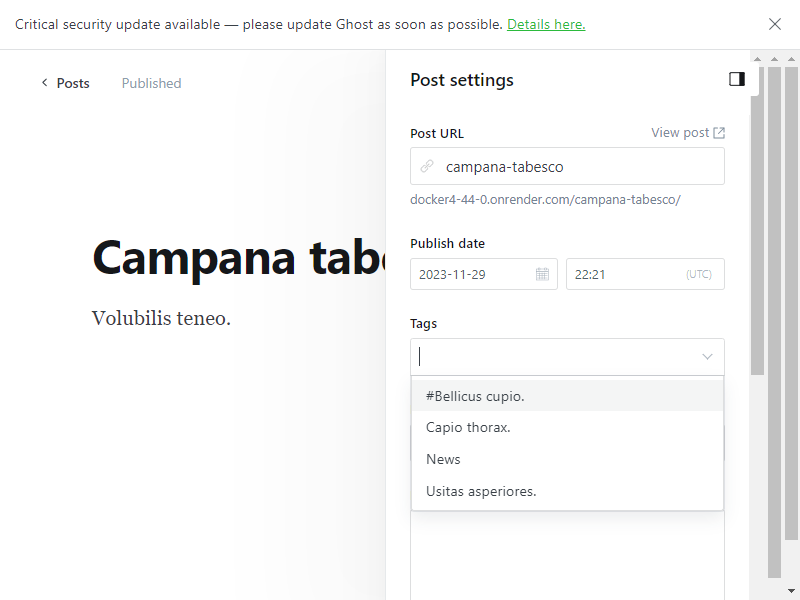 Critical security update available — please update Ghost as soon as possible. Details here.
Posts
Published
Post settings
Post URL
View post
campana-tabesco
docker4-44-0.onrender.com/campana-tabesco/
Campana tabe
Volubilis teneo.
Publish date
2023-11-29
22:21
(UTC)
Tags
#Bellicus cupio.
Capio thorax.
News
Usitas asperiores.